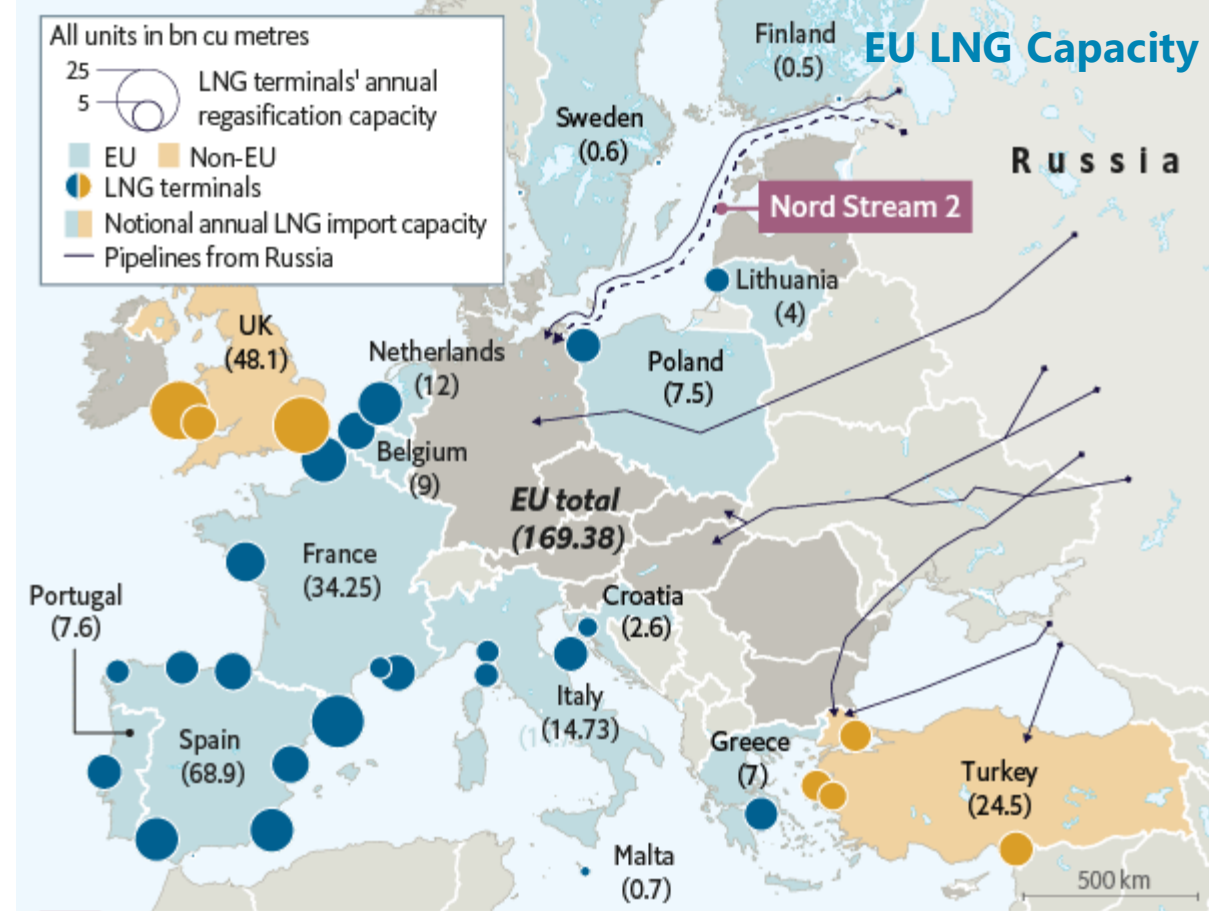 EU LNG Capacity
All units in bn cu metres
25
5
LNG terminals' annual
regasification capacity
EU
Non-EU
LNG terminals
Notional annual LNG import capacity
Pipelines from Russia
Finland
(0.5)
Sweden
(0.6)
Russia
Nord Stream 2
Lithuania
(4)
UK
(48.1)
Netherlands
(12)
Poland
(7.5)
Belgium
(9)
EU total
(169.38)
France
(34.25)
Portugal
(7.6)
Croatia
(2.6)
Italy
(14.73)
Spain
(68.9)
Greece
(7)
Turkey
(24.5)
Malta
(0.7)
500 km